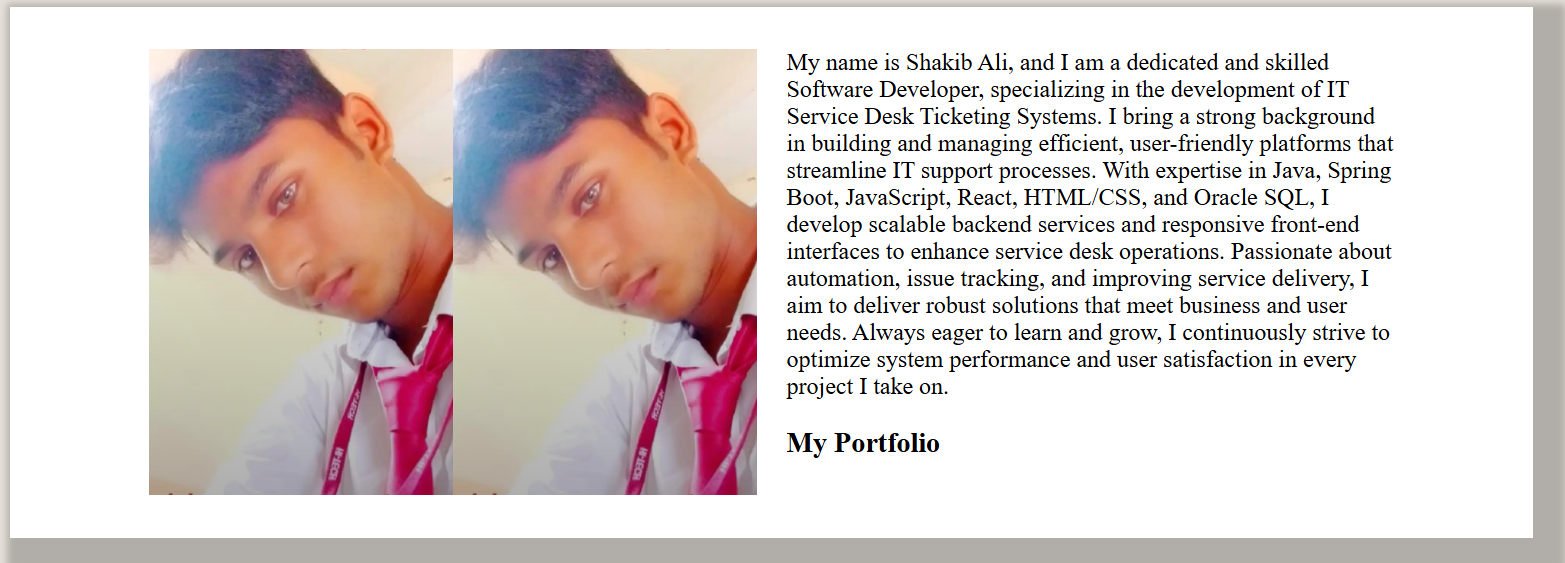 My name is Shakib Ali, and I am a dedicated and skilled
Software Developer, specializing in the development of IT
Service Desk Ticketing Systems. I bring a strong background
in building and managing efficient, user-friendly platforms that
streamline IT support processes. With expertise in Java, Spring
Boot, JavaScript, React, HTML/CSS, and Oracle SQL, I
develop scalable backend services and responsive front-end
interfaces to enhance service desk operations. Passionate about
automation, issue tracking, and improving service delivery, I
aim to deliver robust solutions that meet business and user
needs. Always eager to learn and grow, I continuously strive to
optimize system performance and user satisfaction in every
project I take on.
My Portfolio
HI-TECH
HI-TECH